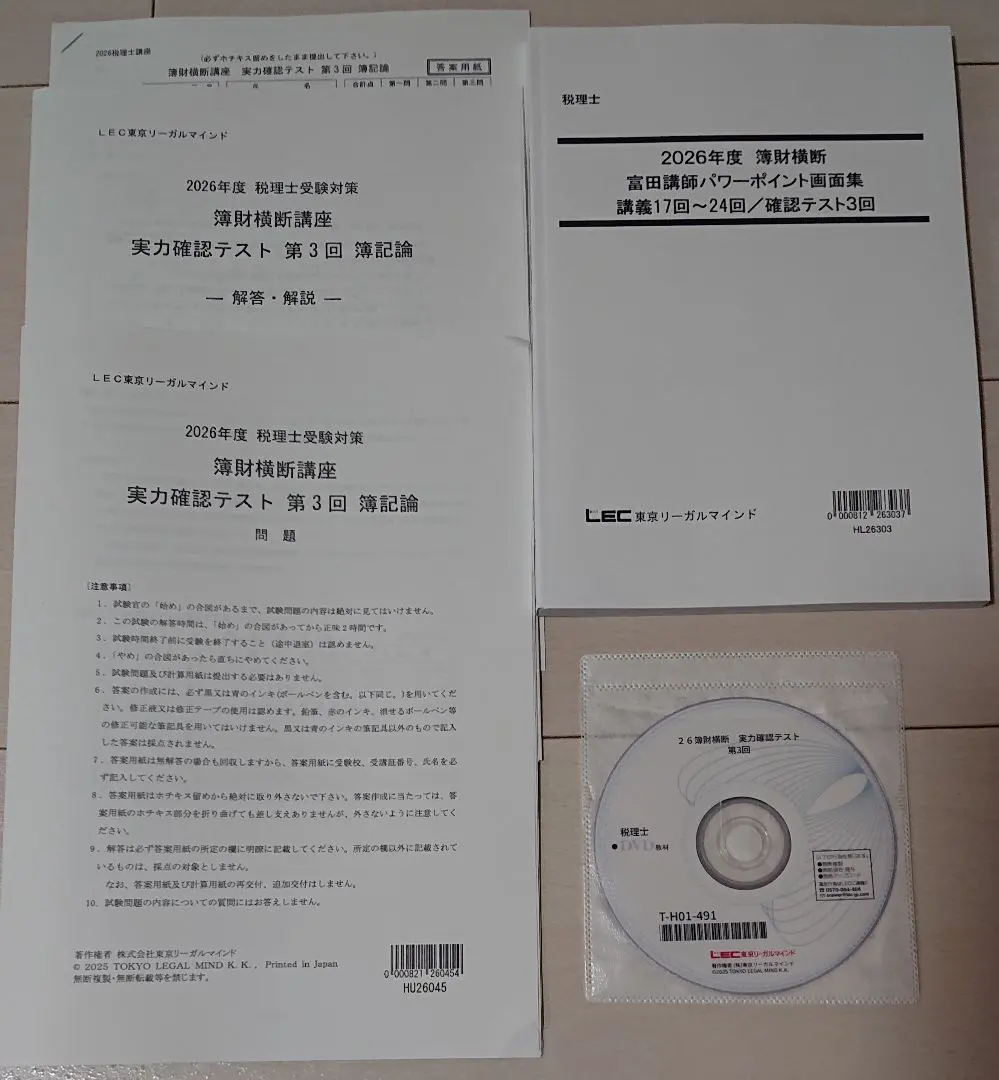 2026税理士講座
(必ずホチキス留めをしたまま提出して下さい。)
簿財横断講座 実力確認テスト 第3回 簿記論
答案用紙
氏 名
合計点 第一問 第二問 第三問
LEC東京リーガルマインド
2026年度 税理士受験対策
簿財横断講座
実力確認テスト 第3回 簿記論
― 解答・解説 ―
LEC東京リーガルマインド
2026年度 税理士受験対策
簿財横断講座
実力確認テスト 第3回 簿記論
問 題
[注意事項]
1. 試験官の「始め」の合図があるまで、試験問題の内容は絶対に見てはいけません。
2. この試験の解答時間は、「始め」の合図があってから正味2時間です。
3. 試験時間終了前に受験を終了すること(途中退室)は認めません。
4. 「やめ」の合図があったら直ちにやめてください。
5. 試験問題及び計算用紙は提出する必要はありません。
6. 答案の作成には、必ず黒又は青のインキ(ボールペンを含む。以下同じ。)を用いてくだ
さい。修正液又は修正テープの使用は認めます。鉛筆、赤のインキ、消せるボールペン等
の修正可能な筆記具を用いてはいけません。黒又は青のインキの筆記具以外のもので記入
した答案は採点されません。
7. 答案用紙は無解答の場合も回収しますから、答案用紙に受験校、受講証番号、氏名を必
ず記入してください。
8. 答案用紙はホチキス留めから絶対に取り外さないで下さい。答案作成に当たっては、答
案用紙のホチキス部分を折り曲げても差し支えありませんが、外さないように注意してく
ださい。
9. 解答は必ず答案用紙の所定の欄に明瞭に記載してください。所定の欄以外に記載されて
いるものは、採点の対象としません。
なお、答案用紙及び計算用紙の再交付、追加交付はしません。
10. 試験問題の内容についての質問にはお答えしません。
著作権者 株式会社東京リーガルマインド
© 2025 TOKYO LEGAL MIND K.K., Printed in Japan
無断複製・無断転載等を禁じます。
0 000821 260454
HU26045
税理士
2026年度 簿財横断
富田講師パワーポイント画面集
講義17回~24回/確認テスト3回
LEC東京リーガルマインド
0 000812 263037
HL26303
26簿財横断 実力確認テスト
第3回
税理士
●DVD教材
T-H01-491
LEC東京リーガルマインド
著作権者(株)東京リーガルマインド
©2025 TOKYO LEGAL MIND K.K.